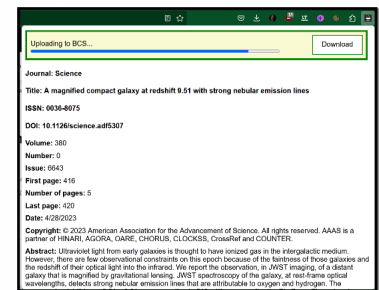 Uploading to BCS...
Download
Journal: Science
Title: A magnified compact galaxy at redshift 9.51 with strong nebular emission lines
ISSN: 0036-8075
DOI: 10.1126/science.adf5307
Volume: 380
Number: 0
Issue: 6643
First page: 416
Number of pages: 5
Last page: 420
Date: 4/28/2023
Copyright: © 2023 American Association for the Advancement of Science. All rights reserved. AAAS is a
partner of HINARI, AGORA, OARE, CHORUS, CLOCKSS, CrossRef and COUNTER.
Abstract: Ultraviolet light from early galaxies is thought to have ionized gas in the intergalactic medium.
However, there are few observational constraints on this epoch because of the faintness of those galaxies and
the redshift of their optical light into the infrared. We report the observation, in JWST imaging, of a distant
galaxy that is magnified by gravitational lensing. JWST spectroscopy of the galaxy, at rest-frame optical
wavelengths, detects strong nebular emission lines that are attributable to oxygen and hydrogen. The